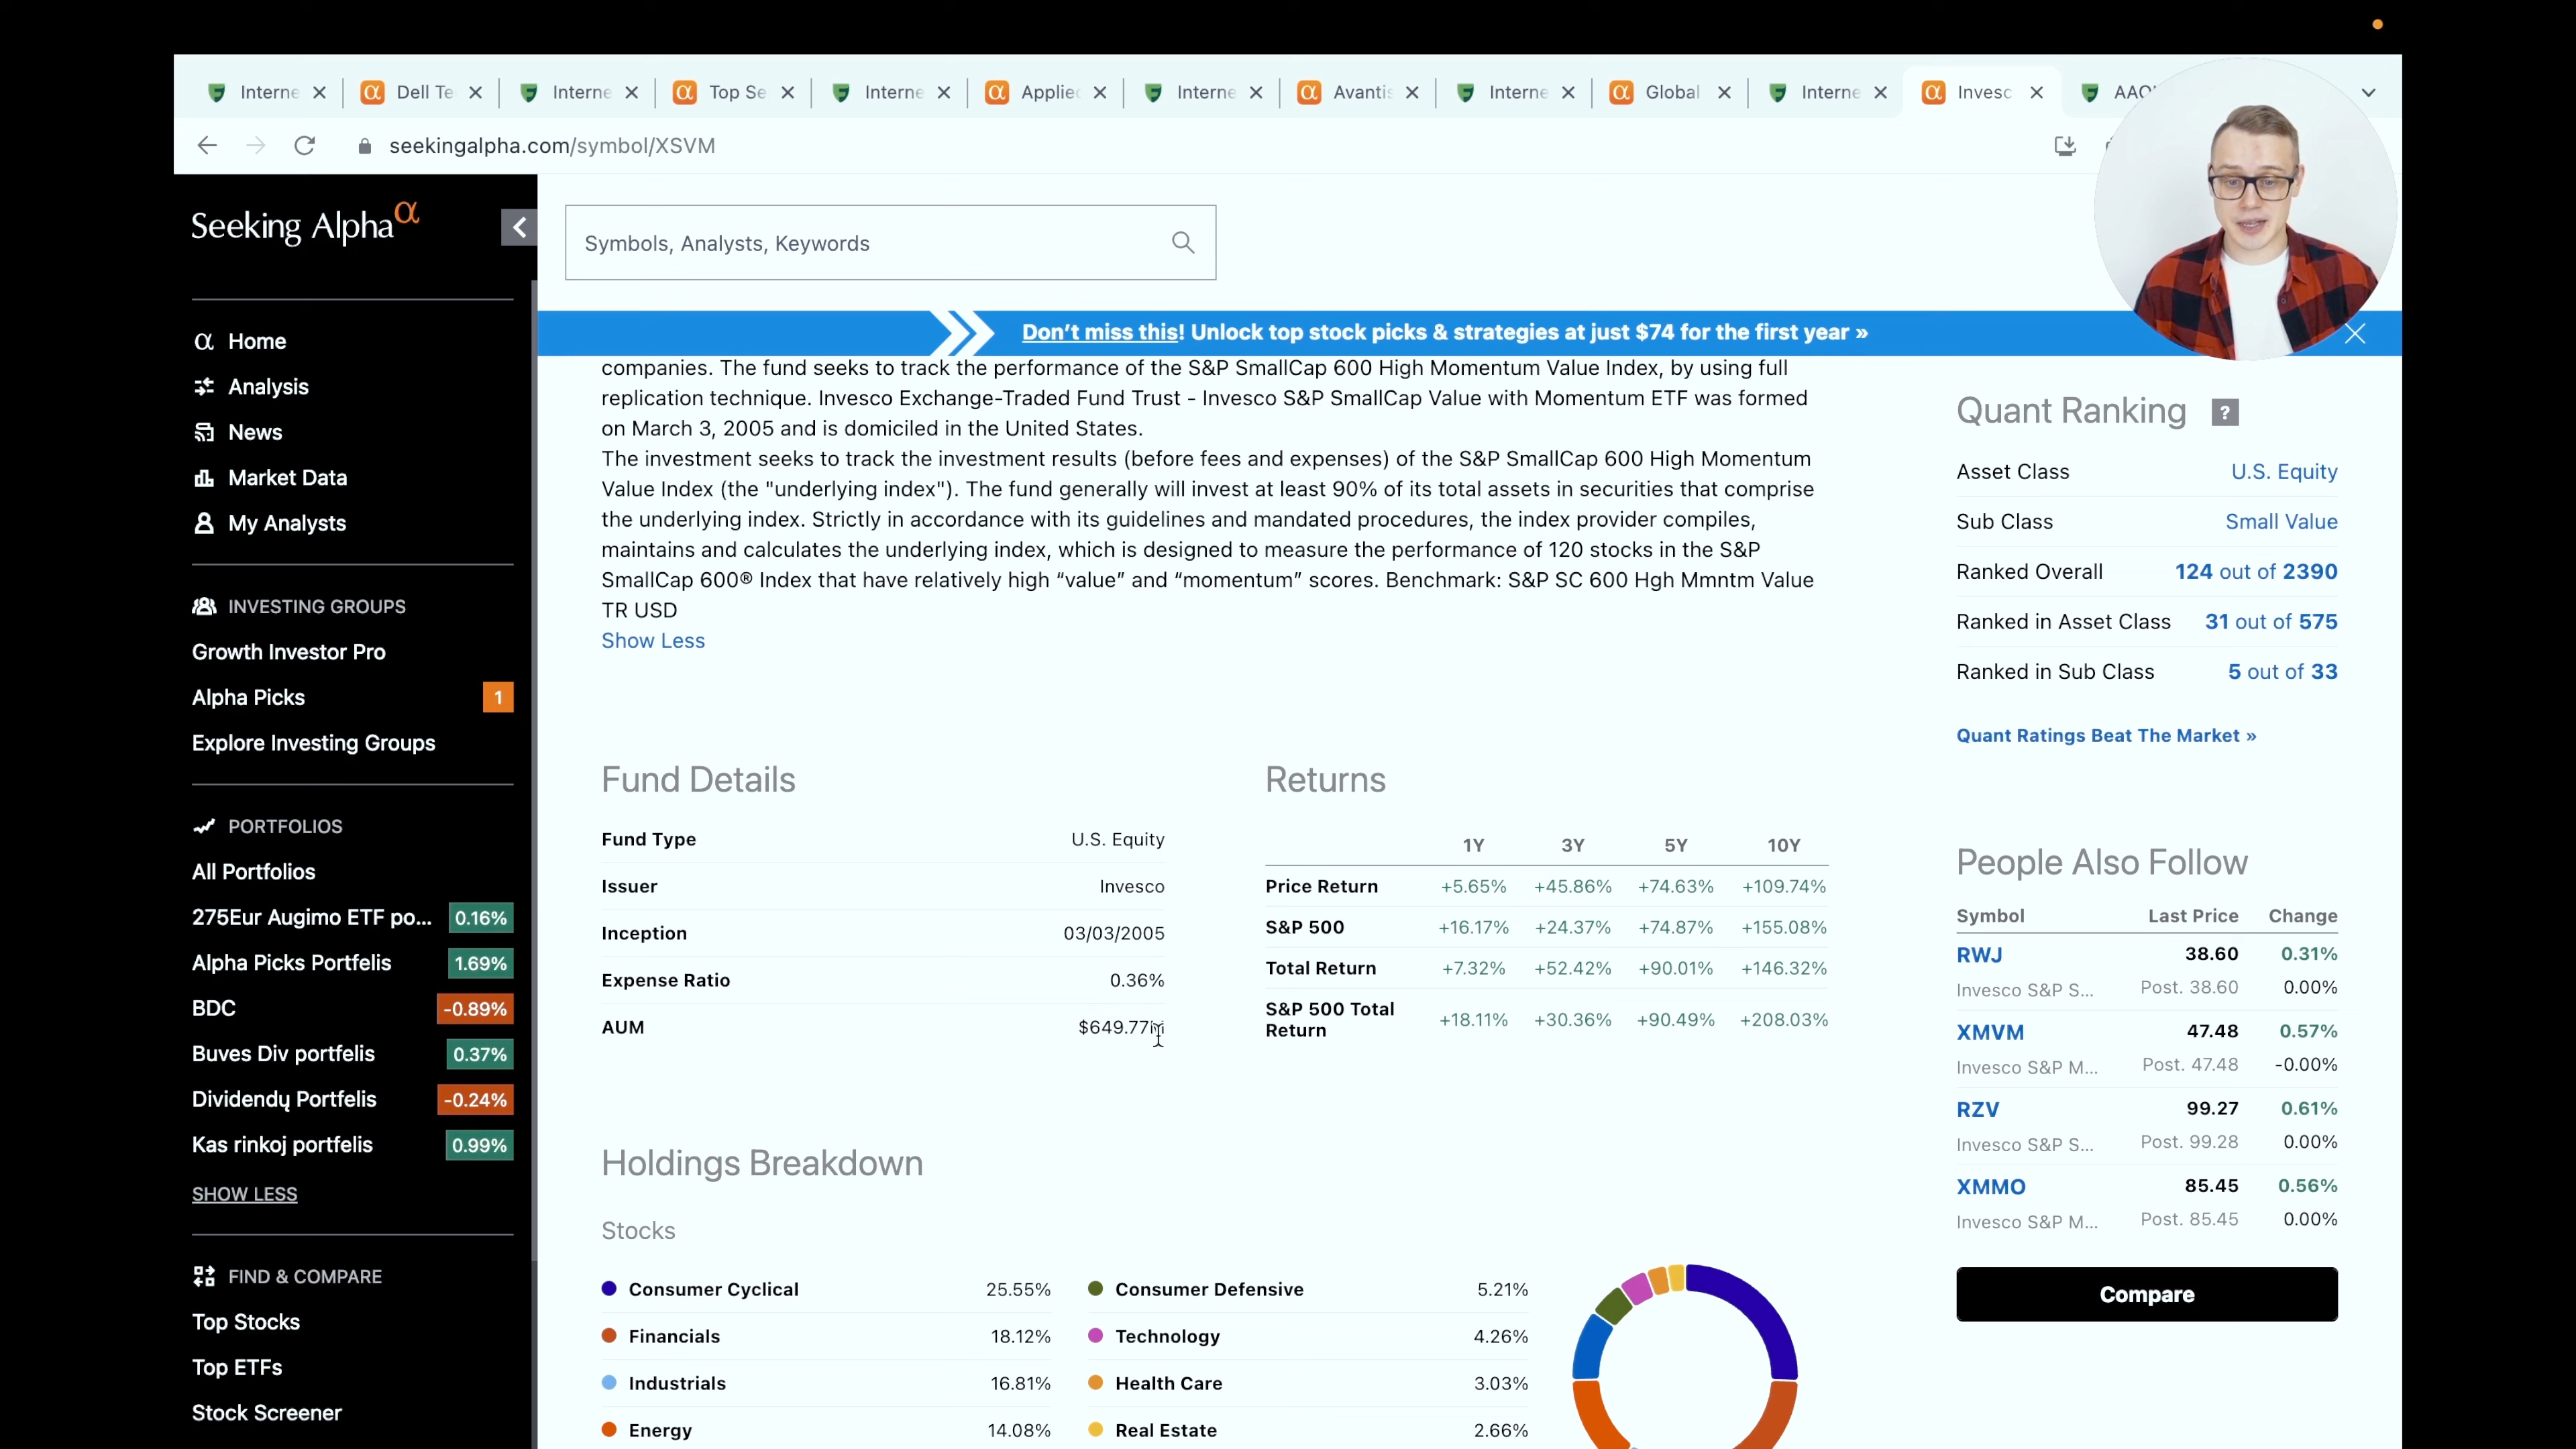 Interne
Dell Te
Interne
Top Se
Interne
Applied
Interne
Avantis
Interne
Global
Interne
Invesc
seekingalpha.com/symbol/XSVM
Seeking Alpha α
Home
Analysis
News
Market Data
My Analysts
INVESTING GROUPS
Growth Investor Pro
Alpha Picks 1
Explore Investing Groups
PORTFOLIOS
All Portfolios
275Eur Augimo ETF po... 0.16%
Alpha Picks Portfelis 1.69%
BDC -0.89%
Buves Div portfelis 0.37%
Dividendų Portfelis -0.24%
Kas rinkoj portfelis 0.99%
SHOW LESS
FIND & COMPARE
Top Stocks
Top ETFs
Stock Screener
Symbols, Analysts, Keywords
Don't miss this! Unlock top stock picks & strategies at just $74 for the first year »
companies. The fund seeks to track the performance of the S&P SmallCap 600 High Momentum Value Index, by using full
replication technique. Invesco Exchange-Traded Fund Trust - Invesco S&P SmallCap Value with Momentum ETF was formed
on March 3, 2005 and is domiciled in the United States.
The investment seeks to track the investment results (before fees and expenses) of the S&P SmallCap 600 High Momentum
Value Index (the "underlying index"). The fund generally will invest at least 90% of its total assets in securities that comprise
the underlying index. Strictly in accordance with its guidelines and mandated procedures, the index provider compiles,
maintains and calculates the underlying index, which is designed to measure the performance of 120 stocks in the S&P
SmallCap 600® Index that have relatively high “value” and “momentum” scores. Benchmark: S&P SC 600 Hgh Mmntm Value
TR USD
Show Less
Fund Details
Fund Type U.S. Equity
Issuer Invesco
Inception 03/03/2005
Expense Ratio 0.36%
AUM $649.77
Returns
1Y 3Y 5Y 10Y
Price Return +5.65% +45.86% +74.63% +109.74%
S&P 500 +16.17% +24.37% +74.87% +155.08%
Total Return +7.32% +52.42% +90.01% +146.32%
S&P 500 Total
Return +18.11% +30.36% +90.49% +208.03%
Holdings Breakdown
Stocks
Consumer Cyclical 25.55%
Financials 18.12%
Industrials 16.81%
Energy 14.08%
Consumer Defensive 5.21%
Technology 4.26%
Health Care 3.03%
Real Estate 2.66%
Quant Ranking ?
Asset Class U.S. Equity
Sub Class Small Value
Ranked Overall 124 out of 2390
Ranked in Asset Class 31 out of 575
Ranked in Sub Class 5 out of 33
Quant Ratings Beat The Market »
People Also Follow
Symbol Last Price Change
RWJ 38.60 0.31%
Invesco S&P S... Post. 38.60 0.00%
XMVM 47.48 0.57%
Invesco S&P M... Post. 47.48 -0.00%
RZV 99.27 0.61%
Invesco S&P S... Post. 99.28 0.00%
XMMO 85.45 0.56%
Invesco S&P M... Post. 85.45 0.00%
Compare